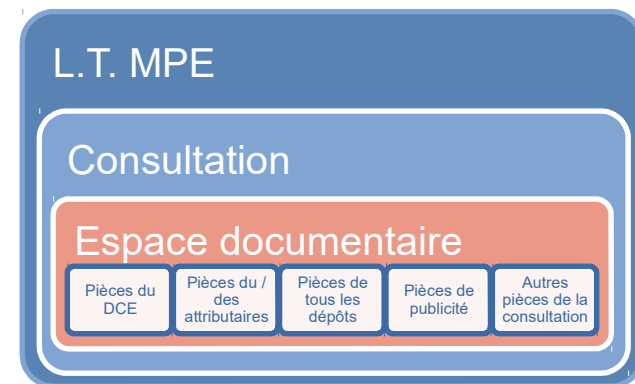 L.T. MPE
Consultation
Espace documentaire
Pièces du
DCE
Pièces du /
des
attributaires
Pièces de
tous les
dépôts
Pièces de
publicité
Autres
pièces de la
consultation